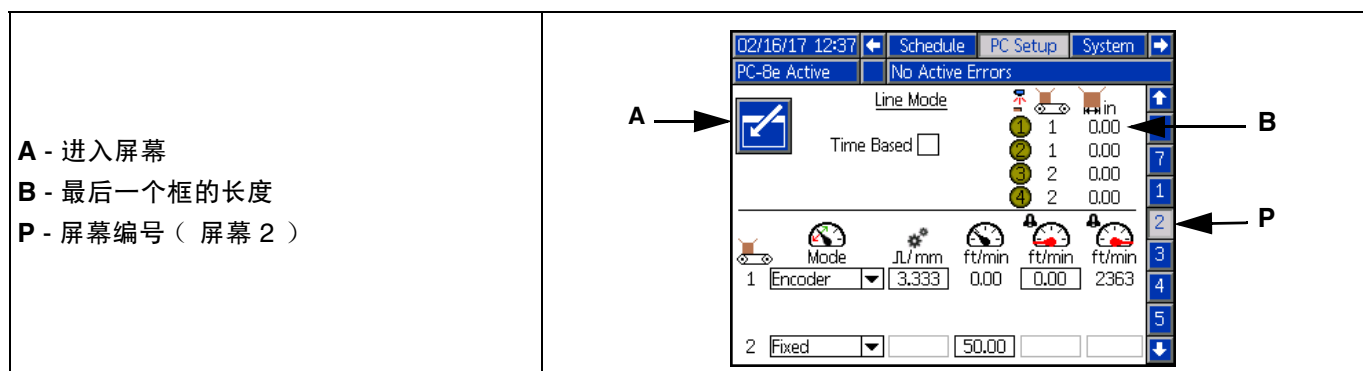 A - 进入屏幕
B - 最后一个框的长度
P - 屏幕编号（ 屏幕 2 ）
02/16/17 12:37 Schedule PC Setup System
PC-8e Active No Active Errors
A
Line Mode
in
B
1 1 0.00
Time Based
2 1 0.00
7
3 2 0.00
1
4 2 0.00
2
P
Mode /mm ft/min ft/min ft/min
3
1 Encoder 3.333 0.00 0.00 2363
4
5
2 Fixed 50.00